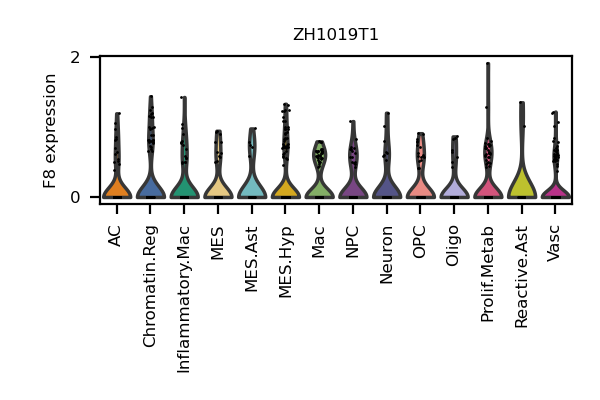 ZH1019T1
F8 expression
2
0
AC
Chromatin.Reg
Inflammatory.Mac
MES
MES.Ast
MES.Hyp
Mac
NPC
Neuron
OPC
Oligo
Prolif.Metab
Reactive.Ast
Vasc